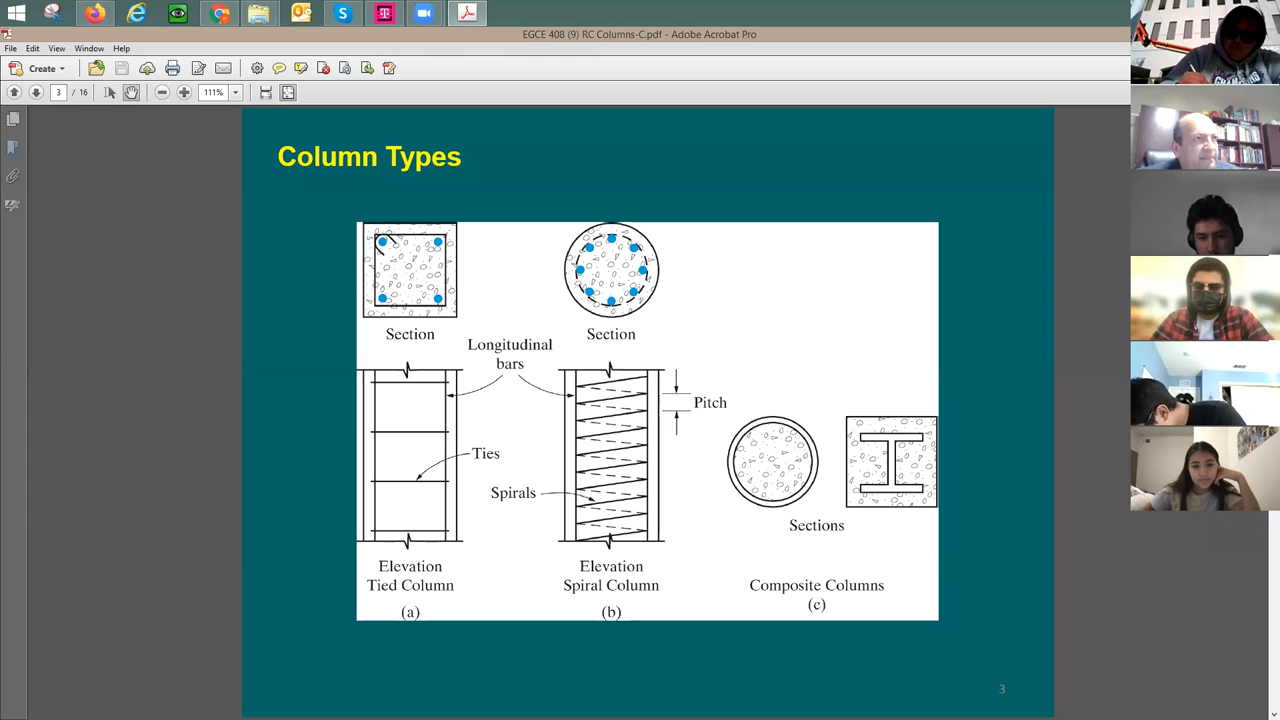 EGCE 408 (9) RC Columns-C.pdf - Adobe Acrobat Pro
File Edit View Window Help
Create
3 / 16 111%
Column Types
Section
Section
Longitudinal
bars
Pitch
Ties
Spirals
Sections
Elevation
Tied Column
(a)
Elevation
Spiral Column
(b)
Composite Columns
(c)
3